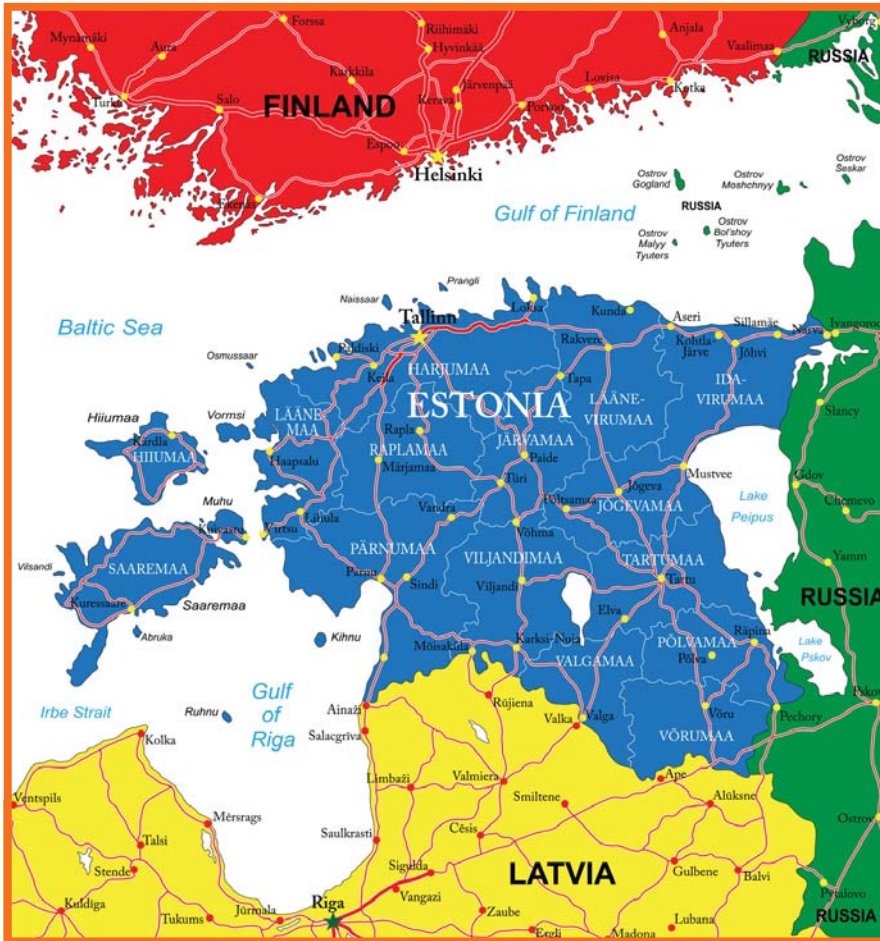 Forssa
Riihimäki
Anjala
Vyborg
Mynämäki
Aura
Hyvinkää
Vaalimaa
RUSSIA
Karkkila
Järvenpää
Lovisa
Kotka
Turku
Salo
FINLAND
Kerava
Porvoo
Espoo
Helsinki
Ekenäs
Ostrov
Gogland
Ostrov
Moshchnyy
Ostrov
Seskar
RUSSIA
Gulf of Finland
Ostrov
Malyy
Tyuters
Ostrov
Bol'shoy
Tyuters
Prangli
Naissaar
Loksa
Kunda
Tallinn
Aseri
Sillamäe
Narva
Ivangorod
Baltic Sea
Kohtla-
Järve
Jõhvi
Rakvere
Paldiski
Osmussaar
Keila
HARJUMAA
Tapa
IDA-
VIRUMAA
ESTONIA
LÄÄNE-
VIRUMAA
Slancy
Hiiumaa
Vormsi
LÄÄNE-
MAA
Kärdla
HIIUMAA
Rapla
RAPLAMAA
JÄRVAMAA
Haapsalu
Märjamaa
Paide
Mustvee
Gdov
Türi
Jõgeva
Põltsamaa
JÕGEVAMAA
Lake
Peipus
Chernevo
Muhu
Kuivastu
Virtsu
Lihula
Vandra
Võhma
PÄRNUMAA
VILJANDIMAA
TARTUMAA
Yamm
Vilsandi
SAAREMAA
Pärnu
Sindi
Viljandi
Tartu
RUSSIA
Kuressaare
Saaremaa
Elva
Abruka
Kihnu
Mõisaküla
Karksi-Nuia
PÕLVAMAA
Räpina
VALGAMAA
Põlva
Lake
Pskov
Gulf
of
Riga
Irbe Strait
Ruhnu
Ainaži
Rūjiena
Valka
Valga
Võru
Pechory
Pskov
VÕRUMAA
Salacgrīva
Kolka
Limbaži
Valmiera
Ape
Ventspils
Smiltene
Alūksne
Mērsrags
Ostrov
Talsi
Saulkrasti
Cēsis
Stende
Sigulda
LATVIA
Gulbene
Balvi
Kuldīga
Vangazi
Pytalovo
Riga
Tukums
Jūrmala
Zaube
Lubana
RUSSIA
Ergli
Madona